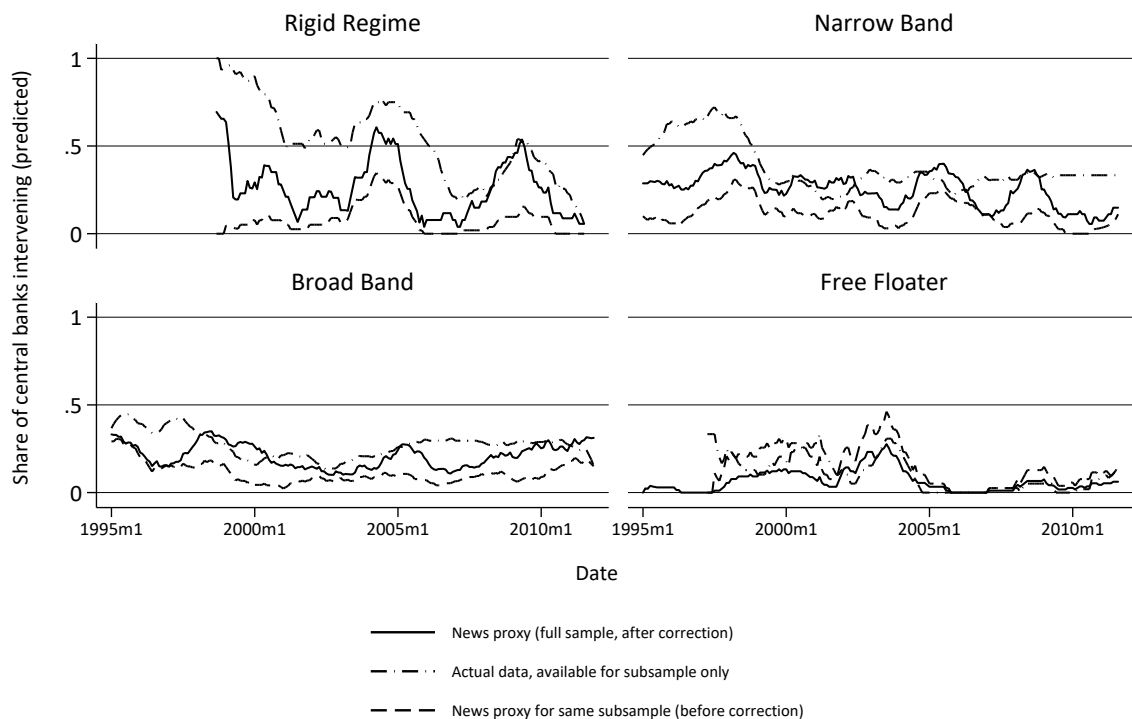 Rigid Regime
Narrow Band
Share of central banks intervening (predicted)
1
.5
0
Broad Band
Free Floater
1
.5
0
1995m1 2000m1 2005m1 2010m1 1995m1 2000m1 2005m1 2010m1
Date
News proxy (full sample, after correction)
Actual data, available for subsample only
News proxy for same subsample (before correction)